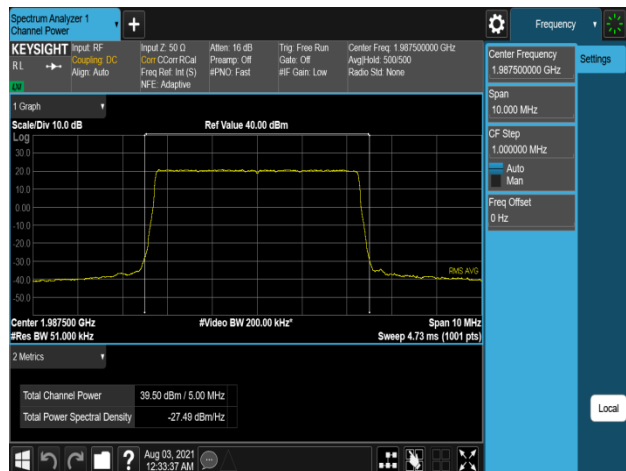 Spectrum Analyzer 1
Channel Power
+
Frequency
KEYSIGHT
RL
LXI
Input: RF
Coupling: DC
Align: Auto
Input Z: 50 Ω
Corr CCorr RCal
Freq Ref: Int (S)
NFE: Adaptive
Atten: 16 dB
Preamp: Off
#PNO: Fast
Trig: Free Run
Gate: Off
#IF Gain: Low
Center Freq: 1.987500000 GHz
Avg|Hold: 500/500
Radio Std: None
Center Frequency
1.987500000 GHz
Settings
Span
10.000 MHz
CF Step
1.000000 MHz
Auto
Man
Freq Offset
0 Hz
1 Graph
Scale/Div 10.0 dB
Ref Value 40.00 dBm
Log
30.0
20.0
10.0
0.00
-10.0
-20.0
-30.0
-40.0
-50.0
RMS AVG
Center 1.987500 GHz
#Video BW 200.00 kHz*
Span 10 MHz
#Res BW 51.000 kHz
Sweep 4.73 ms (1001 pts)
2 Metrics
Total Channel Power 39.50 dBm / 5.00 MHz
Total Power Spectral Density -27.49 dBm/Hz
Local
?
Aug 03, 2021
12:33:37 AM